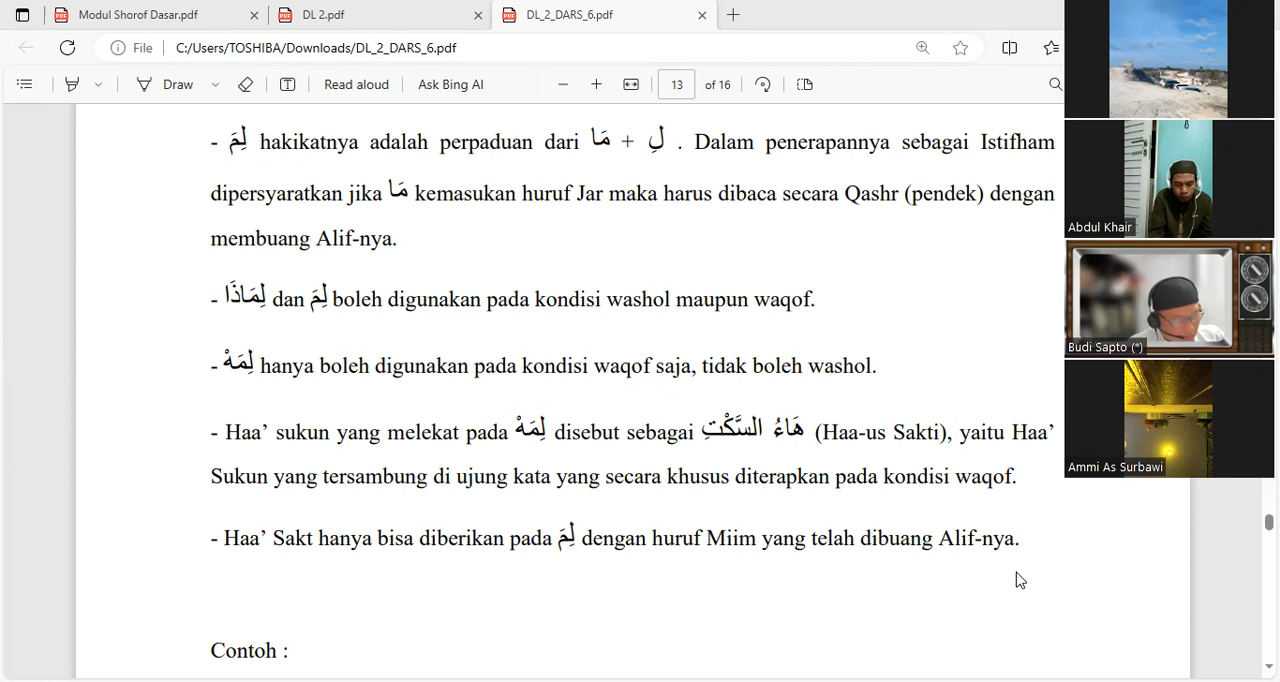 Modul Shorof Dasar.pdf
DL 2.pdf
DL_2_DARS_6.pdf
File C:/Users/TOSHIBA/Downloads/DL_2_DARS_6.pdf
Draw Read aloud Ask Bing AI 13 of 16
- لِمَ hakikatnya adalah perpaduan dari لِ + مَا . Dalam penerapannya sebagai Istifham
dipersyaratkan jika مَا kemasukan huruf Jar maka harus dibaca secara Qashr (pendek) dengan
membuang Alif-nya.
- لِمَاذَا dan لِمَ boleh digunakan pada kondisi washol maupun waqof.
- لِمَهْ hanya boleh digunakan pada kondisi waqof saja, tidak boleh washol.
- Haa’ sukun yang melekat pada لِمَهْ disebut sebagai هَاءُ السَّكْتِ (Haa-us Sakti), yaitu Haa’
Sukun yang tersambung di ujung kata yang secara khusus diterapkan pada kondisi waqof.
- Haa’ Sakt hanya bisa diberikan pada لِمَ dengan huruf Miim yang telah dibuang Alif-nya.
Contoh :
Abdul Khair
Budi Sapto (*)
Ammi As Surbawi